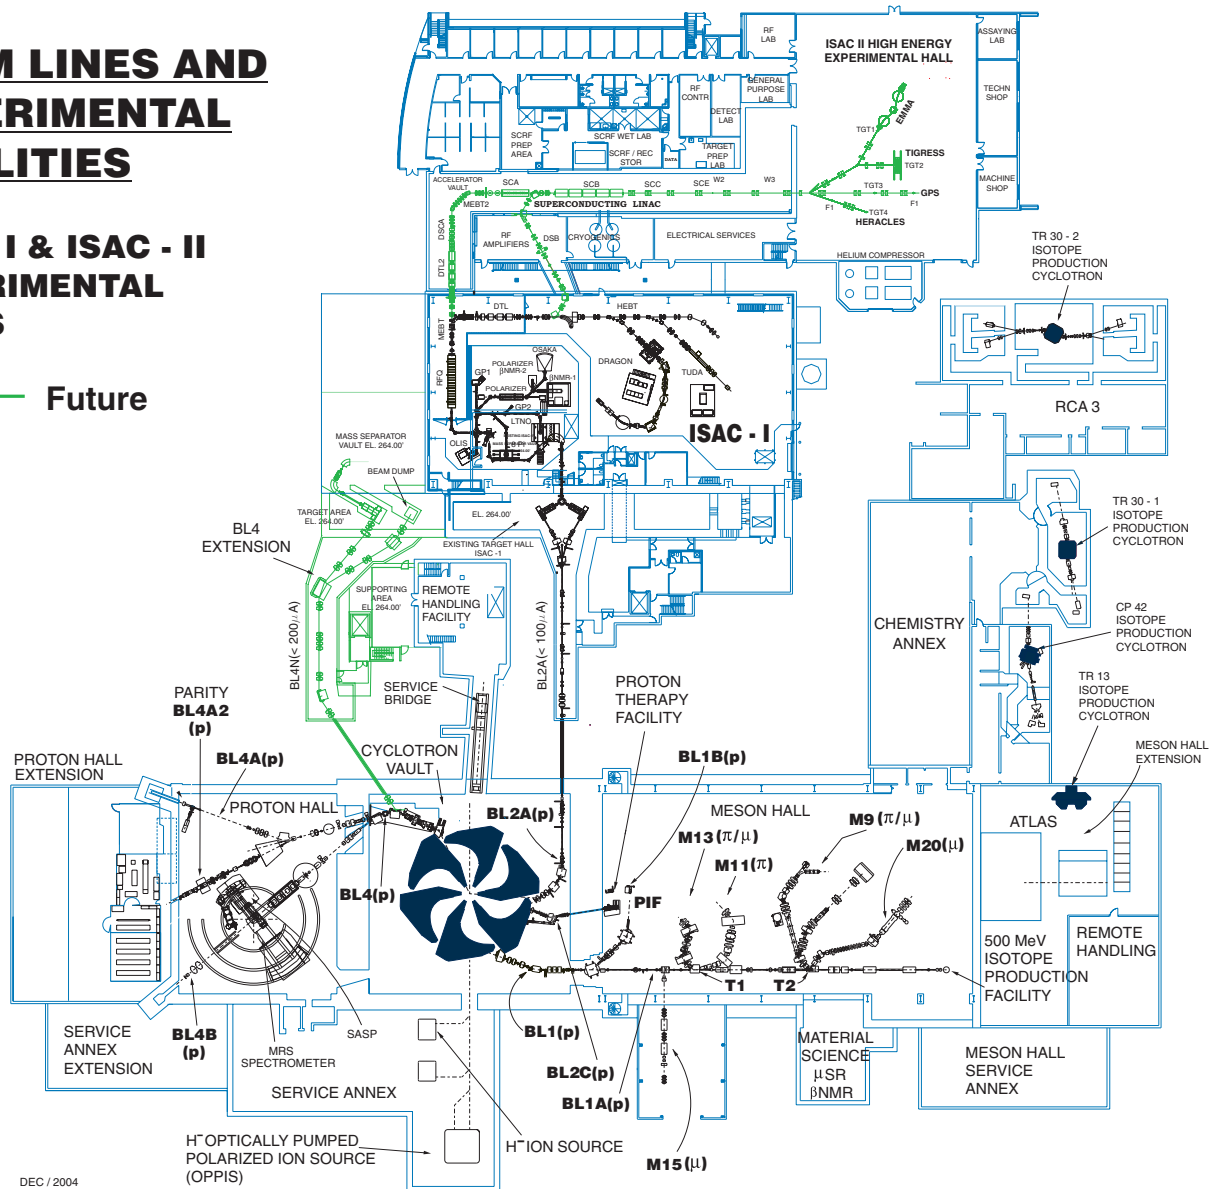 M LINES AND
ERIMENTAL
LITIES
I & ISAC - II
RIMENTAL
S
Future
RF
LAB
ISAC II HIGH ENERGY
EXPERIMENTAL HALL
ASSAYING
LAB
RF
CONTR
GENERAL
PURPOSE
LAB
TECHN
SHOP
DETECT
LAB
EMMA
TGT1
SCRF
PREP
AREA
SCRF WET LAB
SCRF / REC
STOR
DATA
TARGET
PREP
LAB
TIGRESS
TGT2
MACHINE
SHOP
ACCELERATOR
VAULT
SCA
SCB
SCC
SCE
W2
W3
TGT3
GPS
F1
F1
MEBT2
SUPERCONDUCTING LINAC
TGT4
HERACLES
DSCA
RF
AMPLIFIERS
DSB
CRYOGENICS
ELECTRICAL SERVICES
HELIUM COMPRESSOR
DTL2
TR 30 - 2
ISOTOPE
PRODUCTION
CYCLOTRON
MEBT
DTL
HEBT
OSAKA
POLARIZER
βNMR-2
GP1
βNMR-1
POLARIZER
DRAGON
TUDA
RFQ
GP2
LTNO
RCA 3
ISAC - I
OLIS
MASS SEPARATOR
VAULT EL. 264.00'
BEAM DUMP
TARGET AREA
EL. 264.00'
EL. 264.00'
EXISTING TARGET HALL
ISAC -1
BL4
EXTENSION
TR 30 - 1
ISOTOPE
PRODUCTION
CYCLOTRON
SUPPORTING
AREA
EL. 264.00'
REMOTE
HANDLING
FACILITY
BL4N(< 200μ A)
BL2A(< 100μ A)
CHEMISTRY
ANNEX
CP 42
ISOTOPE
PRODUCTION
CYCLOTRON
TR 13
ISOTOPE
PRODUCTION
CYCLOTRON
PROTON
THERAPY
FACILITY
SERVICE
BRIDGE
PARITY
BL4A2
(p)
BL4A(p)
CYCLOTRON
VAULT
BL1B(p)
MESON HALL
EXTENSION
PROTON HALL
EXTENSION
PROTON HALL
BL2A(p)
MESON HALL
M13(π/μ)
M9(π/μ)
M11(π)
M20(μ)
ATLAS
BL4(p)
PIF
500 MeV
ISOTOPE
PRODUCTION
FACILITY
REMOTE
HANDLING
T1
T2
BL4B
(p)
SASP
MRS
SPECTROMETER
BL1(p)
BL2C(p)
BL1A(p)
SERVICE
ANNEX
EXTENSION
SERVICE ANNEX
MATERIAL
SCIENCE
μSR
βNMR
MESON HALL
SERVICE
ANNEX
H⁻ OPTICALLY PUMPED
POLARIZED ION SOURCE
(OPPIS)
H⁻ ION SOURCE
M15(μ)
DEC / 2004